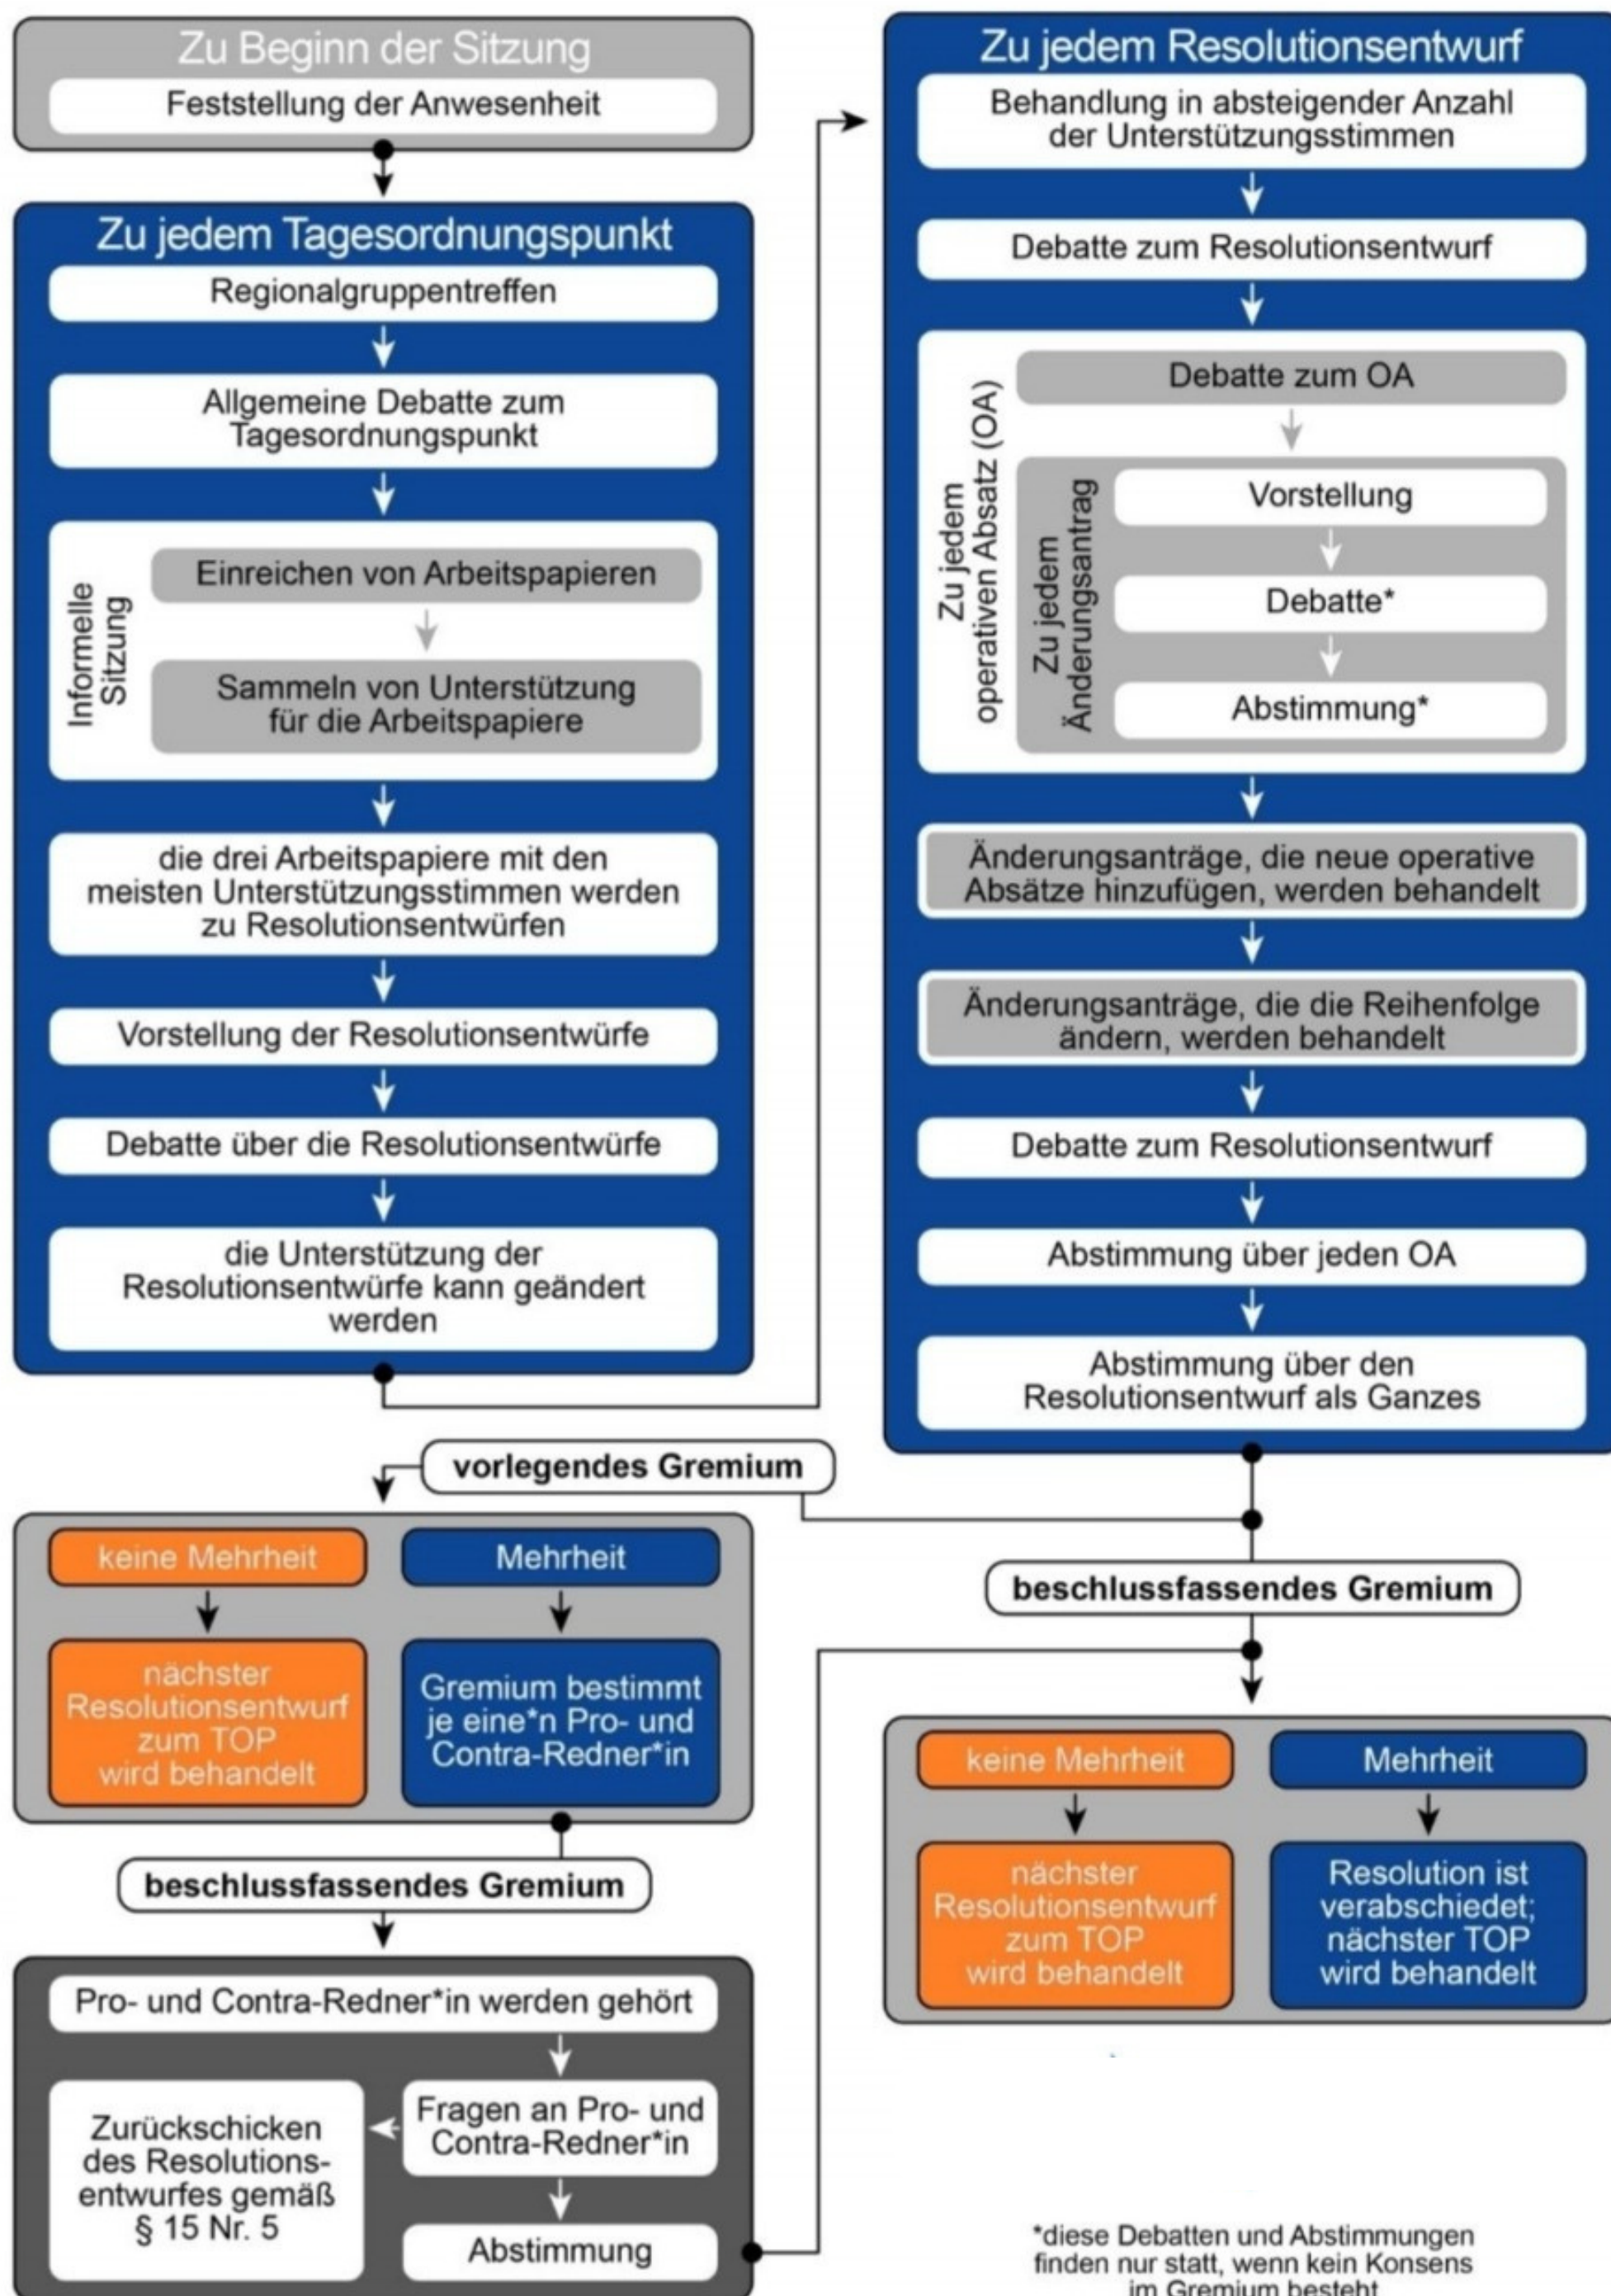 Zu Beginn der Sitzung
Feststellung der Anwesenheit
Zu jedem Tagesordnungspunkt
Regionalgruppentreffen
Allgemeine Debatte zum
Tagesordnungspunkt
Informelle
Sitzung
Einreichen von Arbeitspapieren
Sammeln von Unterstützung
für die Arbeitspapiere
die drei Arbeitspapiere mit den
meisten Unterstützungsstimmen werden
zu Resolutionsentwürfen
Vorstellung der Resolutionsentwürfe
Debatte über die Resolutionsentwürfe
die Unterstützung der
Resolutionsentwürfe kann geändert
werden
Zu jedem Resolutionsentwurf
Behandlung in absteigender Anzahl
der Unterstützungsstimmen
Debatte zum Resolutionsentwurf
Zu jedem
operativen Absatz (OA)
Debatte zum OA
Zu jedem
Änderungsantrag
Vorstellung
Debatte*
Abstimmung*
Änderungsanträge, die neue operative
Absätze hinzufügen, werden behandelt
Änderungsanträge, die die Reihenfolge
ändern, werden behandelt
Debatte zum Resolutionsentwurf
Abstimmung über jeden OA
Abstimmung über den
Resolutionsentwurf als Ganzes
vorlegendes Gremium
keine Mehrheit
nächster
Resolutionsentwurf
zum TOP
wird behandelt
Mehrheit
Gremium bestimmt
je eine*n Pro- und
Contra-Redner*in
beschlussfassendes Gremium
Pro- und Contra-Redner*in werden gehört
Fragen an Pro- und
Contra-Redner*in
Zurückschicken
des Resolutions-
entwurfes gemäß
§ 15 Nr. 5
Abstimmung
beschlussfassendes Gremium
keine Mehrheit
nächster
Resolutionsentwurf
zum TOP
wird behandelt
Mehrheit
Resolution ist
verabschiedet;
nächster TOP
wird behandelt
*diese Debatten und Abstimmungen
finden nur statt, wenn kein Konsens
im Gremium besteht